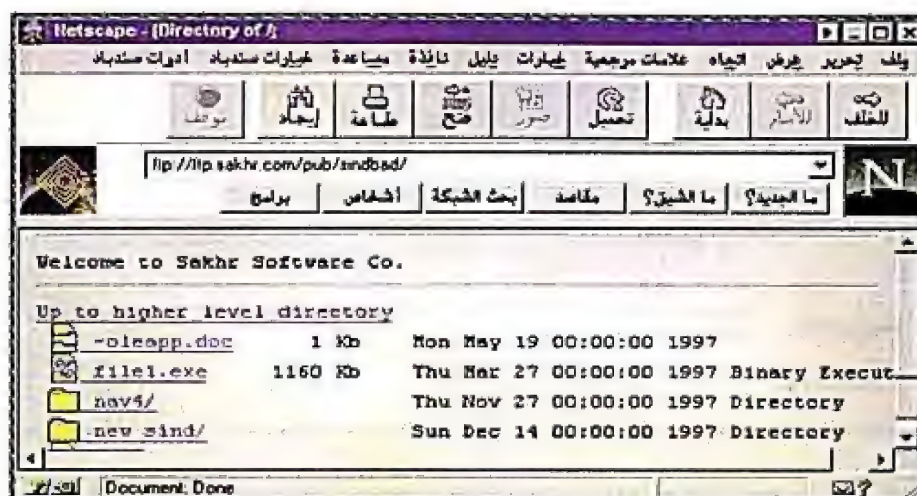 Netscape - [Directory of /]
ملف تحرير عرض اتجاه علامات مرجعية خيارات دليل نافذة مساعدة خيارات سندباد أدوات سندباد
للخلف للأمام بداية تحميل صور فتح طباعة إيجاد توقف
ftp://ftp.sakhr.com/pub/sindbad/
ما الجديد؟ ما الشيق؟ مقاصد بحث الشبكة أشخاص برامج
N
Welcome to Sakhr Software Co.
Up to higher level directory
~oleapp.doc 1 Kb Mon May 19 00:00:00 1997
file1.exe 1160 Kb Thu Mar 27 00:00:00 1997 Binary Execut
nav4/ Thu Nov 27 00:00:00 1997 Directory
new sind/ Sun Dec 14 00:00:00 1997 Directory
Document: Done